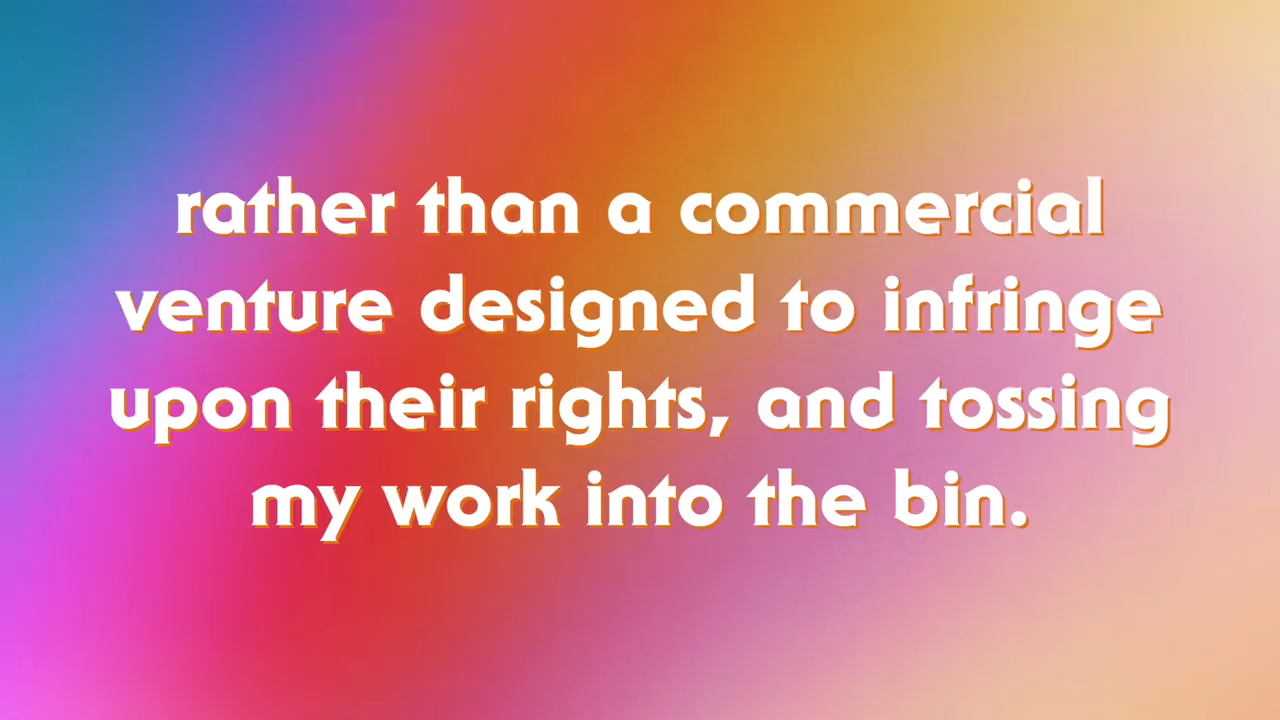 rather than a commercial
venture designed to infringe
upon their rights, and tossing
my work into the bin.